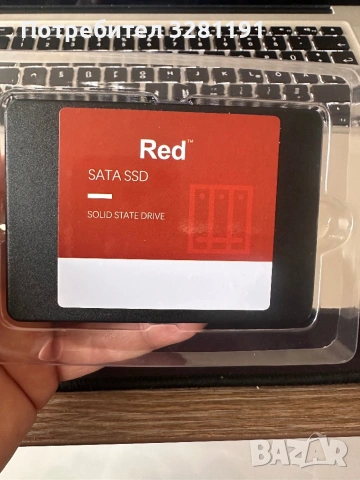 Потребител 3281191
Red™
SATA SSD
SOLID STATE DRIVE
BAZAR